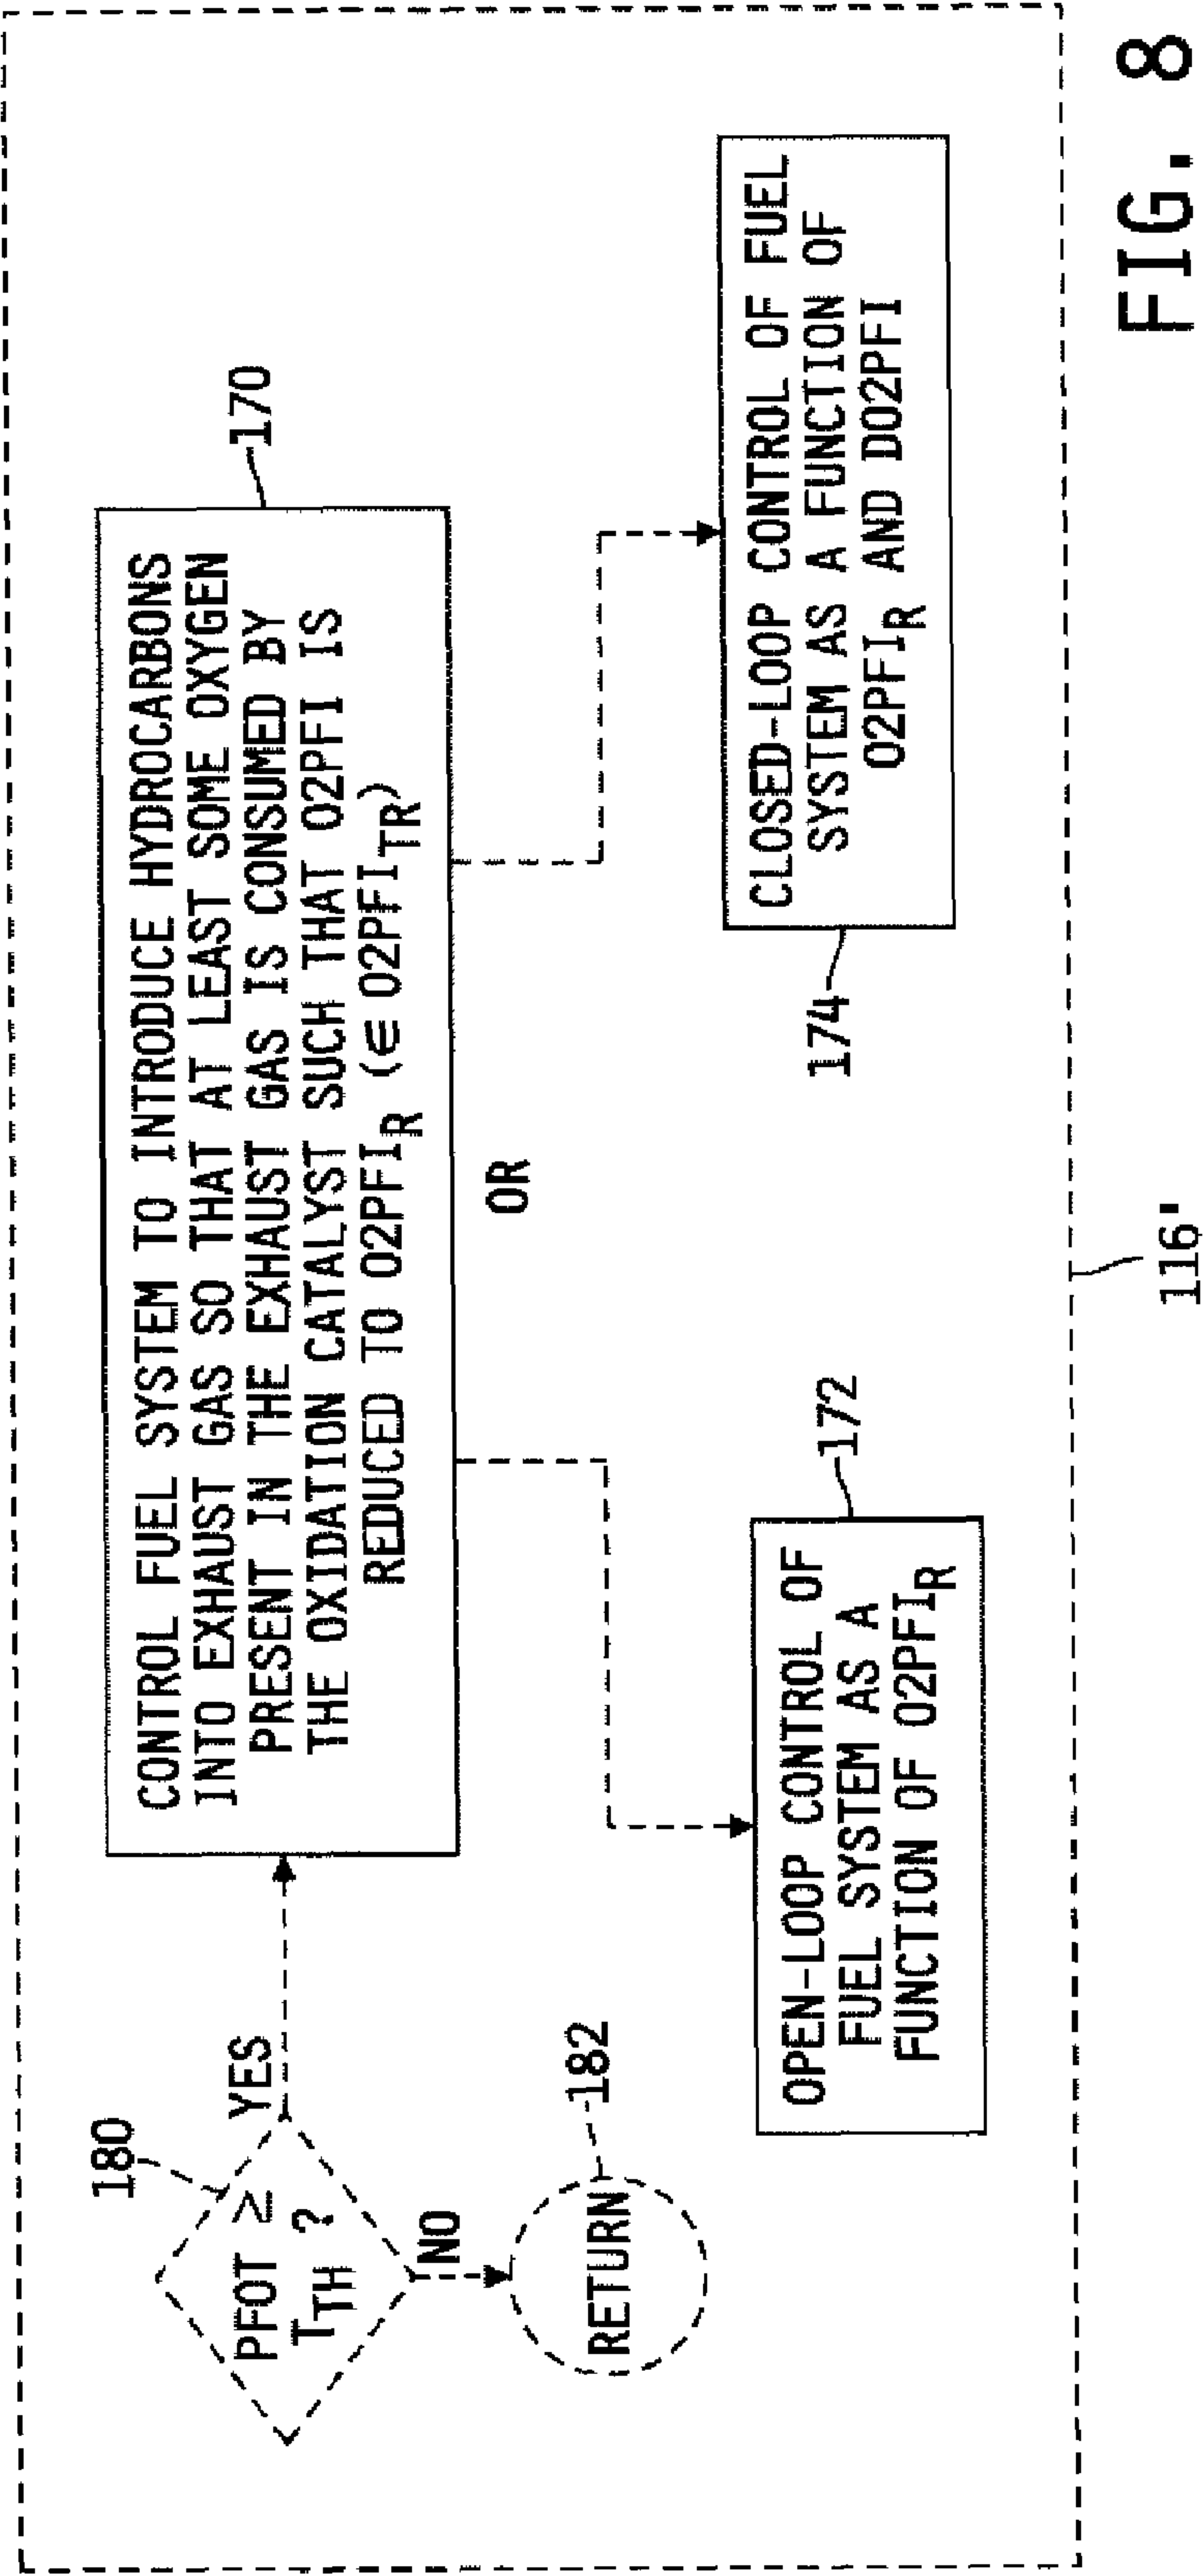 180
PFOT ≥
T_TH ?
YES
NO
RETURN
182
CONTROL FUEL SYSTEM TO INTRODUCE HYDROCARBONS
INTO EXHAUST GAS SO THAT AT LEAST SOME OXYGEN
PRESENT IN THE EXHAUST GAS IS CONSUMED BY
THE OXIDATION CATALYST SUCH THAT O2PFI IS
REDUCED TO O2PFI_R (∈ O2PFI_TR)
170
OR
OPEN-LOOP CONTROL OF
FUEL SYSTEM AS A
FUNCTION OF O2PFI_R
172
CLOSED-LOOP CONTROL OF FUEL
SYSTEM AS A FUNCTION OF
O2PFI_R AND DO2PFI
174
116'
FIG. 8